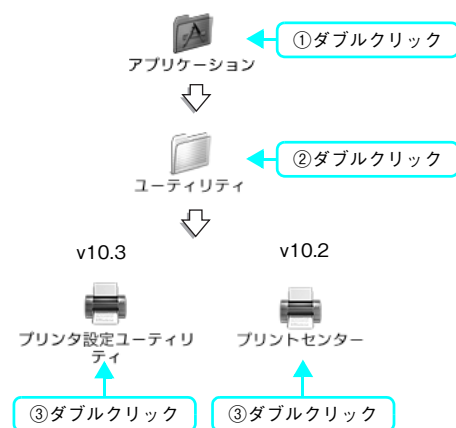 ①ダブルクリック
アプリケーション
②ダブルクリック
ユーティリティ
v10.3
v10.2
プリンタ設定ユーティリ
ティ
プリントセンター
③ダブルクリック
③ダブルクリック